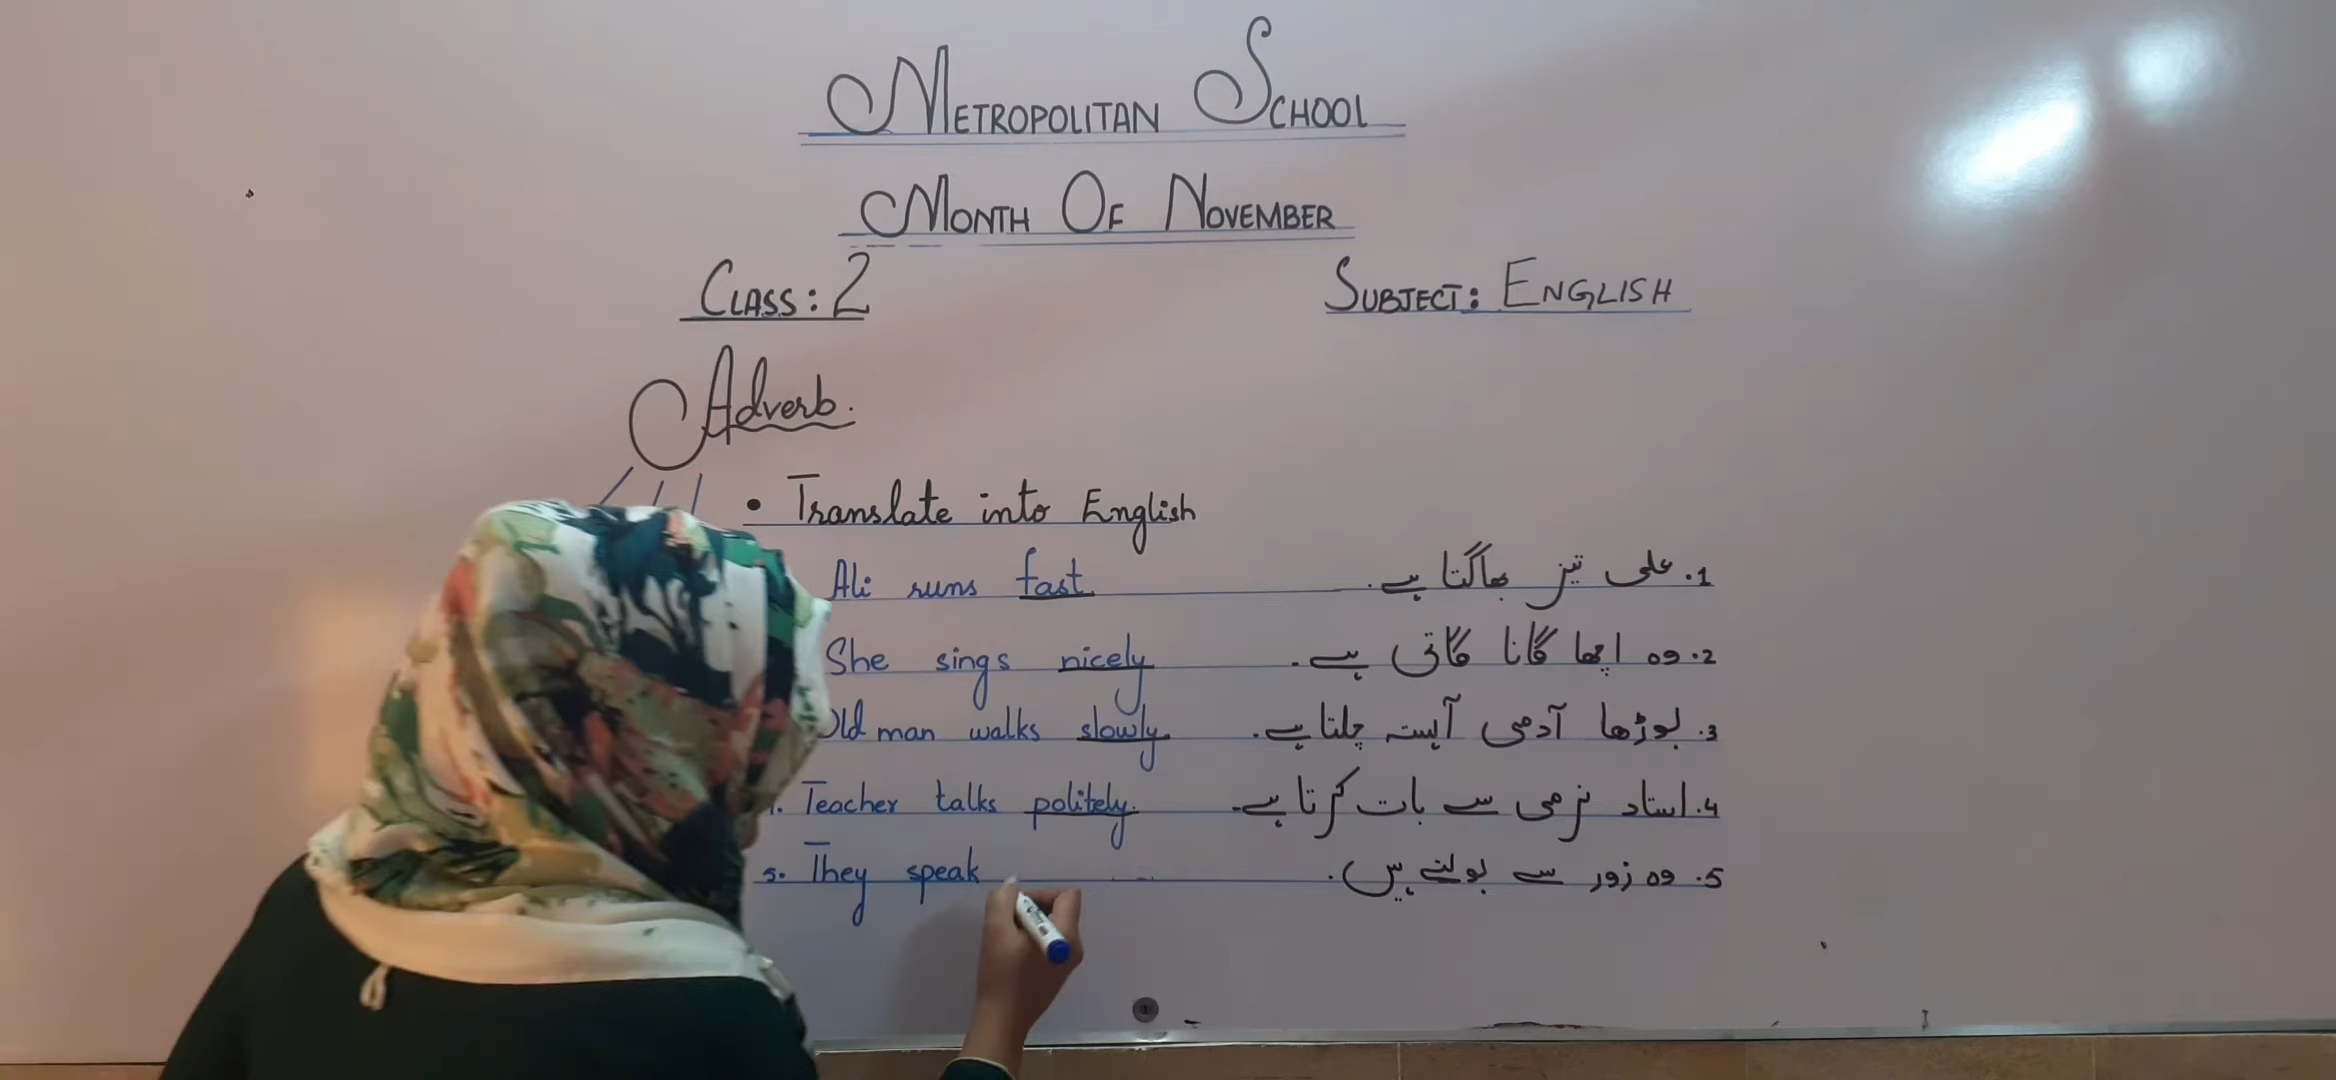 METROPOLITAN SCHOOL
MONTH OF NOVEMBER
CLASS: 2 SUBJECT: ENGLISH
Adverb.
• Translate into English
Ali runs fast. 1. علی تیز بھاگتا ہے.
She sings nicely 2. وہ اچھا گانا گاتی ہے.
Old man walks slowly. 3. بوڑھا آدمی آہستہ چلتا ہے.
Teacher talks politely. 4. استاد نرمی سے بات کرتا ہے.
5. They speak 5. وہ زور سے بولتے ہیں.